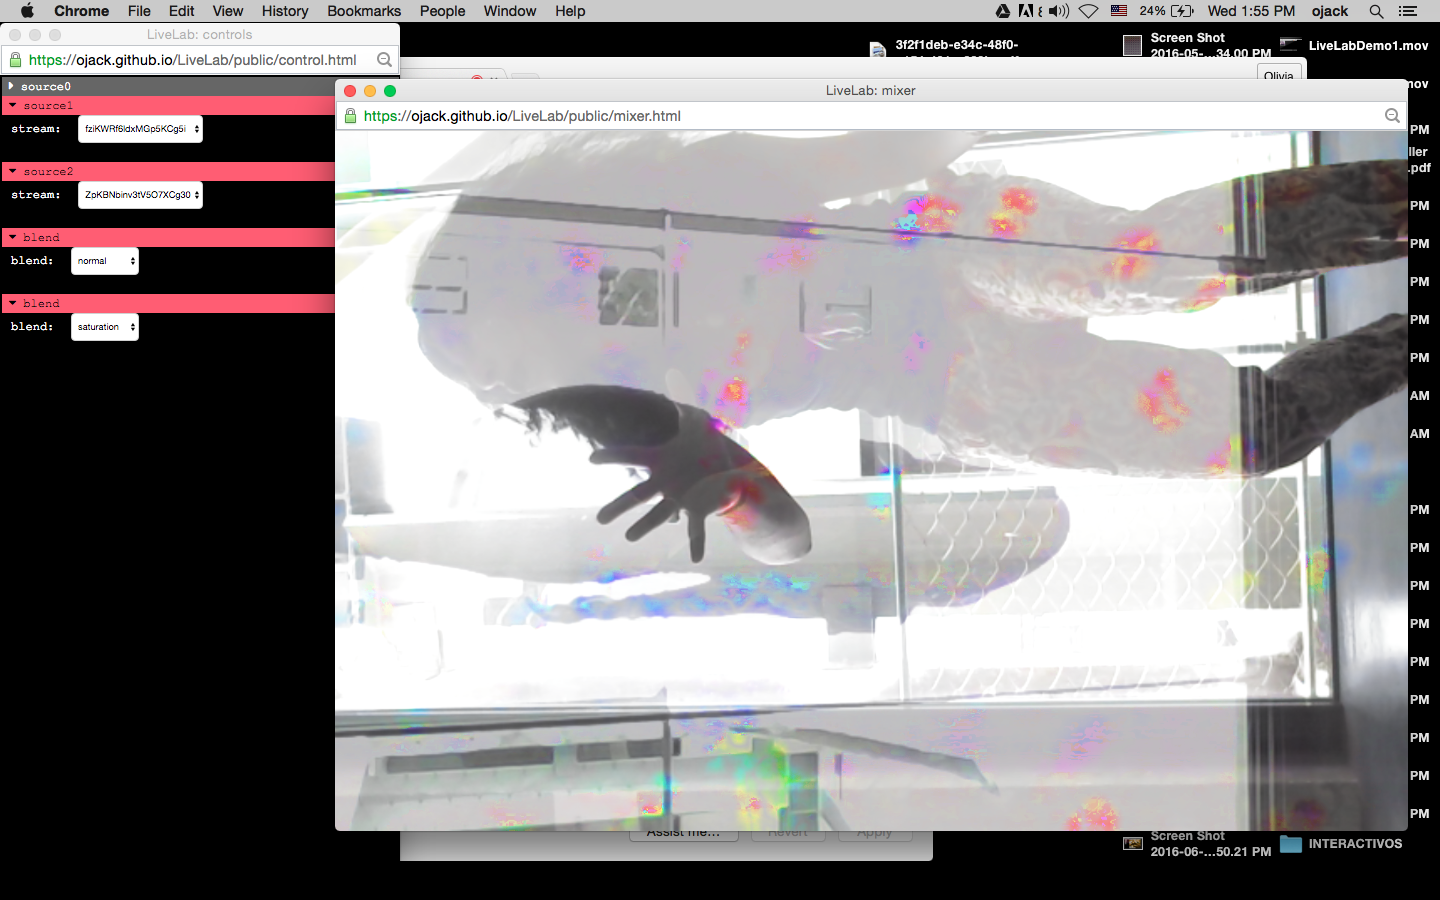 Chrome File Edit View History Bookmarks People Window Help
24% Wed 1:55 PM ojack
LiveLab: controls
https://ojack.github.io/LiveLab/public/control.html
source0
source1
stream: fziKWRf6ldxMGp5KCg5i
source2
stream: ZpKBNbinv3tV5O7XCg30
blend
blend: normal
blend
blend: saturation
3f2f1deb-e34c-48f0-
Screen Shot
2016-05-...34.00 PM
LiveLabDemo1.mov
Olivia
mov
LiveLab: mixer
https://ojack.github.io/LiveLab/public/mixer.html
PM
ller
.pdf
PM
PM
PM
PM
PM
AM
AM
PM
PM
PM
PM
PM
PM
PM
PM
PM
Assist me...
Revert
Apply
Screen Shot
2016-06-...50.21 PM
INTERACTIVOS